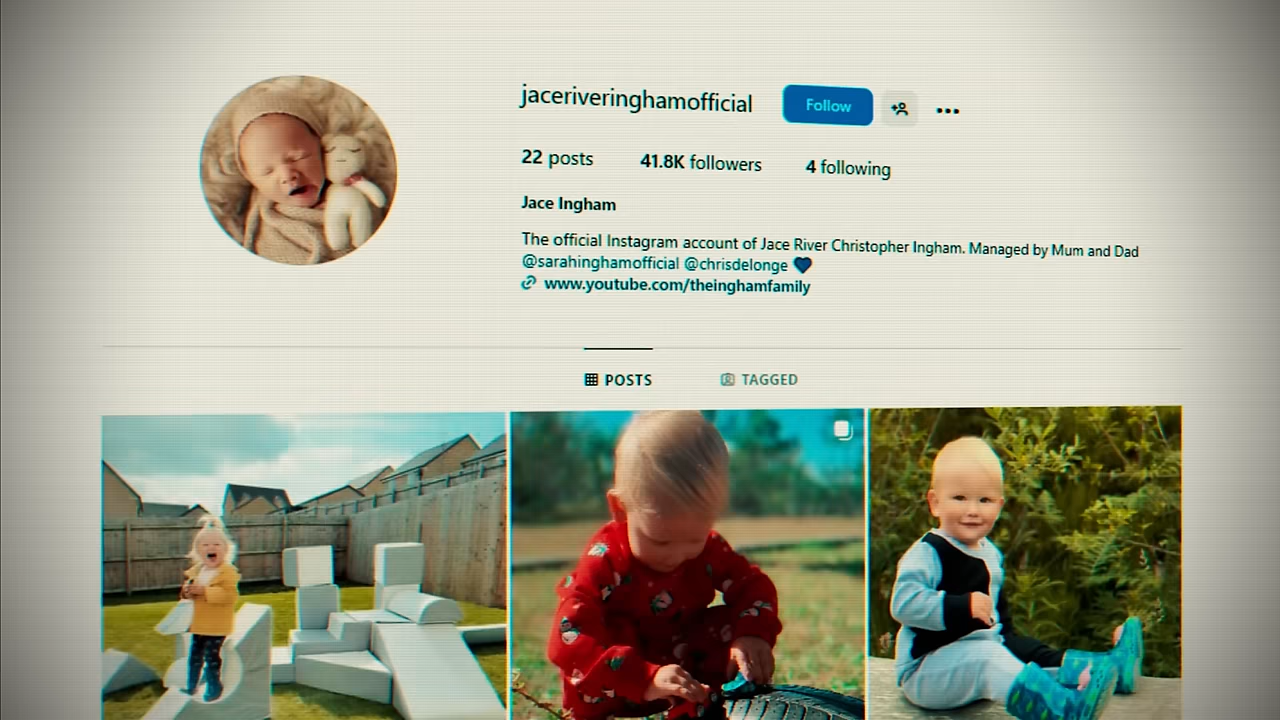 jaceriveringhamofficial Follow
22 posts 41.8K followers 4 following
Jace Ingham
The official Instagram account of Jace River Christopher Ingham. Managed by Mum and Dad
@sarahinghamofficial @chrisdelonge 💙
www.youtube.com/theinghamfamily
POSTS TAGGED